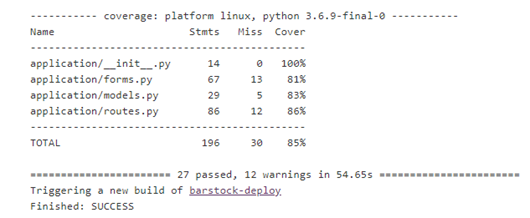 ----------- coverage: platform linux, python 3.6.9-final-0 -----------
Name                      Stmts   Miss  Cover
--------------------------------------------
application/__init__.py      14      0   100%
application/forms.py         67     13    81%
application/models.py        29      5    83%
application/routes.py        86     12    86%
--------------------------------------------
TOTAL                       196     30    85%
======================= 27 passed, 12 warnings in 54.65s =======================
Triggering a new build of barstock-deploy
Finished: SUCCESS